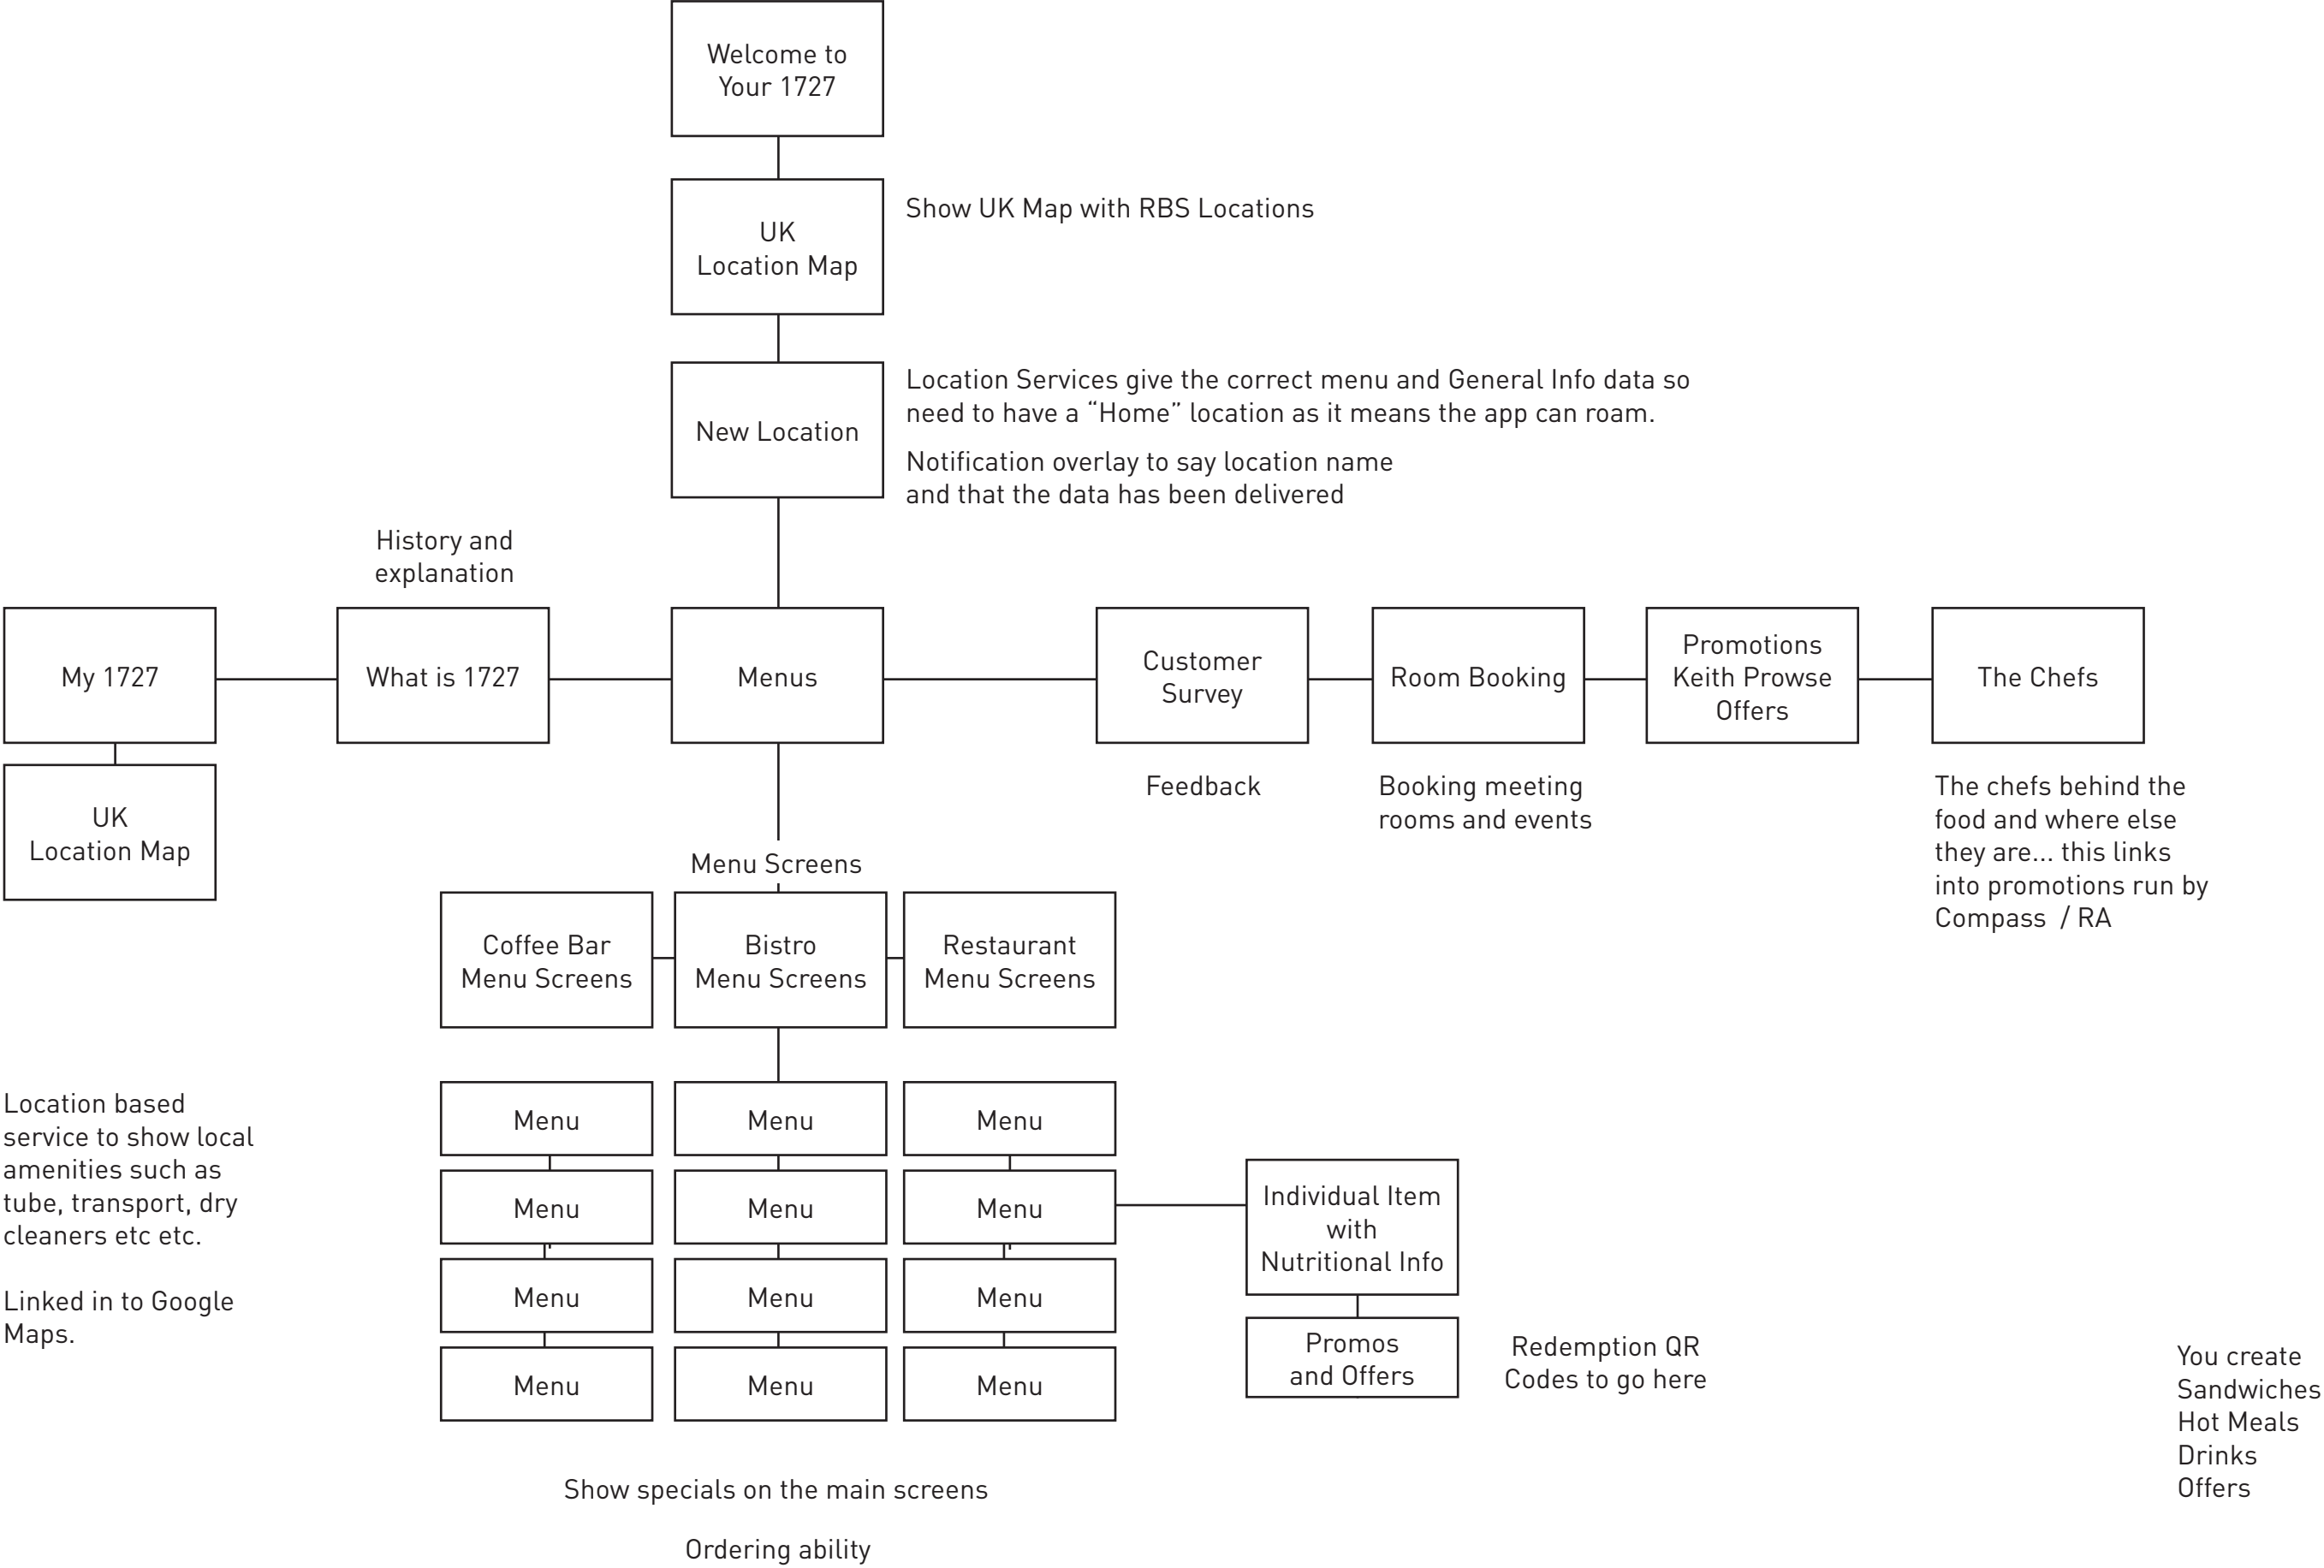 Welcome to
Your 1727
UK
Location Map
Show UK Map with RBS Locations
New Location
Location Services give the correct menu and General Info data so
need to have a “Home” location as it means the app can roam.
Notification overlay to say location name
and that the data has been delivered
History and
explanation
My 1727
What is 1727
Menus
Customer
Survey
Room Booking
Promotions
Keith Prowse
Offers
The Chefs
UK
Location Map
Feedback
Booking meeting
rooms and events
The chefs behind the
food and where else
they are... this links
into promotions run by
Compass / RA
Menu Screens
Coffee Bar
Menu Screens
Bistro
Menu Screens
Restaurant
Menu Screens
Location based
service to show local
amenities such as
tube, transport, dry
cleaners etc etc.
Linked in to Google
Maps.
Menu
Menu
Menu
Menu
Menu
Menu
Menu
Menu
Menu
Menu
Menu
Menu
Individual Item
with
Nutritional Info
Promos
and Offers
Redemption QR
Codes to go here
You create
Sandwiches
Hot Meals
Drinks
Offers
Show specials on the main screens
Ordering ability